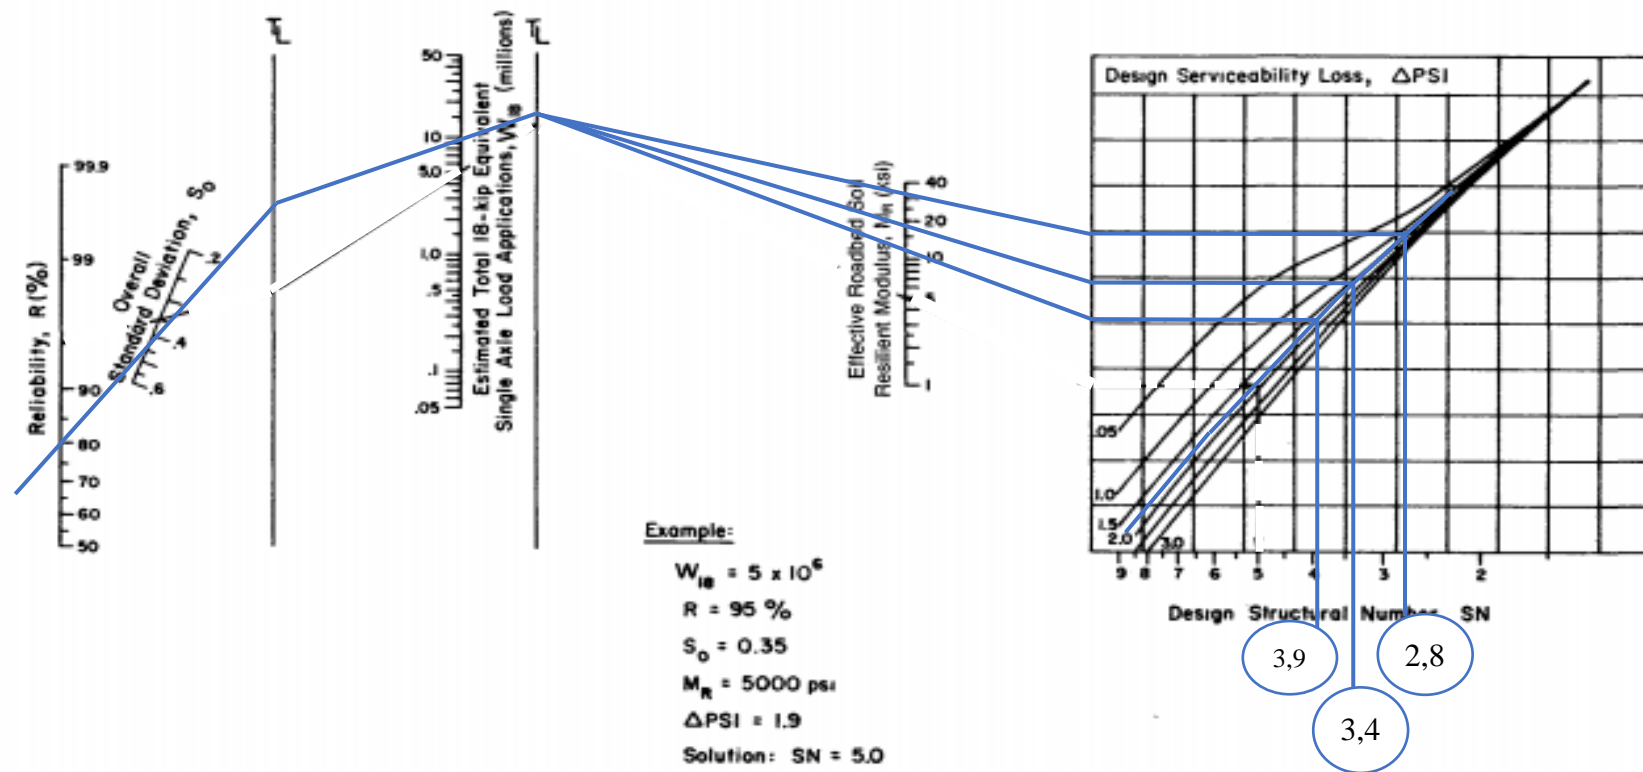 TL
TL
Reliability, R (%)
99.9
99
90
80
70
60
50
Overall
Standard Deviation, So
.2
.4
.6
Estimated Total 18-kip Equivalent
Single Axle Load Applications, W18 (millions)
50
10
5.0
1.0
.5
.1
.05
Effective Roadbed Soil
Resilient Modulus, MR (ksi)
40
20
10
1
Design Serviceability Loss, ΔPSI
.05
1.0
1.5
2.0
3.0
9 8 7 6 5 4 3 2
Design Structural Number SN
3,9
2,8
3,4
Example:
W18 = 5 x 10^6
R = 95 %
So = 0.35
MR = 5000 psi
ΔPSI = 1.9
Solution: SN = 5.0